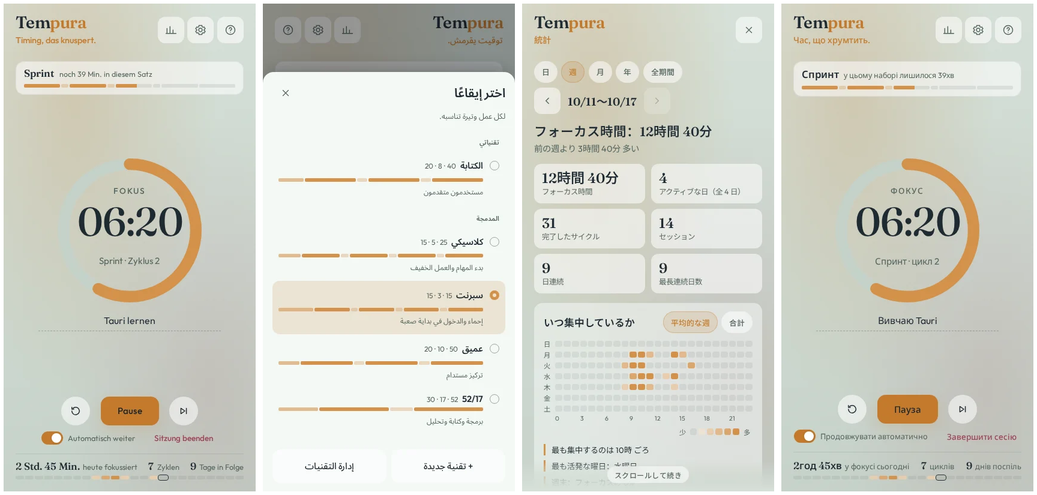 Tempura
Timing, das knuspert.
Sprint noch 39 Min. in diesem Satz
FOKUS
06:20
Sprint · Zyklus 2
Tauri lernen
Pause
Automatisch weiter
Sitzung beenden
2 Std. 45 Min. heute fokussiert
7 Zyklen
9 Tage in Folge
Tempura
توقيت يقرمش.
اختر إيقاعًا
لكل عمل وتيرة تناسبه.
تقنياتي
الكتابة 40 · 8 · 20
مستخدمون متقدمون
المدمجة
كلاسيكي 25 · 5 · 15
بدء المهام والعمل الخفيف
سبرنت 15 · 3 · 15
إحماء والدخول في بداية صعبة
عميق 50 · 10 · 20
تركيز مستدام
52/17 52 · 17 · 30
برمجة وكتابة وتحليل
+ تقنية جديدة
إدارة التقنيات
Tempura
統計
日
週
月
年
全期間
10/11～10/17
フォーカス時間：12時間 40分
前の週より 3時間 40分 多い
12時間 40分
フォーカス時間
4
アクティブな日（全 4 日）
31
完了したサイクル
14
セッション
9
日連続
9
最長連続日数
いつ集中しているか
平均的な週
合計
日
月
火
水
木
金
土
0 3 6 9 12 15 18 21
少
多
最も集中するのは 10時 ごろ
最も活発な曜日：水曜日
スクロールして続き
Tempura
Час, що хрумтить.
Спринт у цьому наборі лишилося 39хв
ФОКУС
06:20
Спринт · цикл 2
Вивчаю Tauri
Пауза
Продовжувати автоматично
Завершити сесію
2год 45хв у фокусі сьогодні
7 циклів
9 днів поспіль